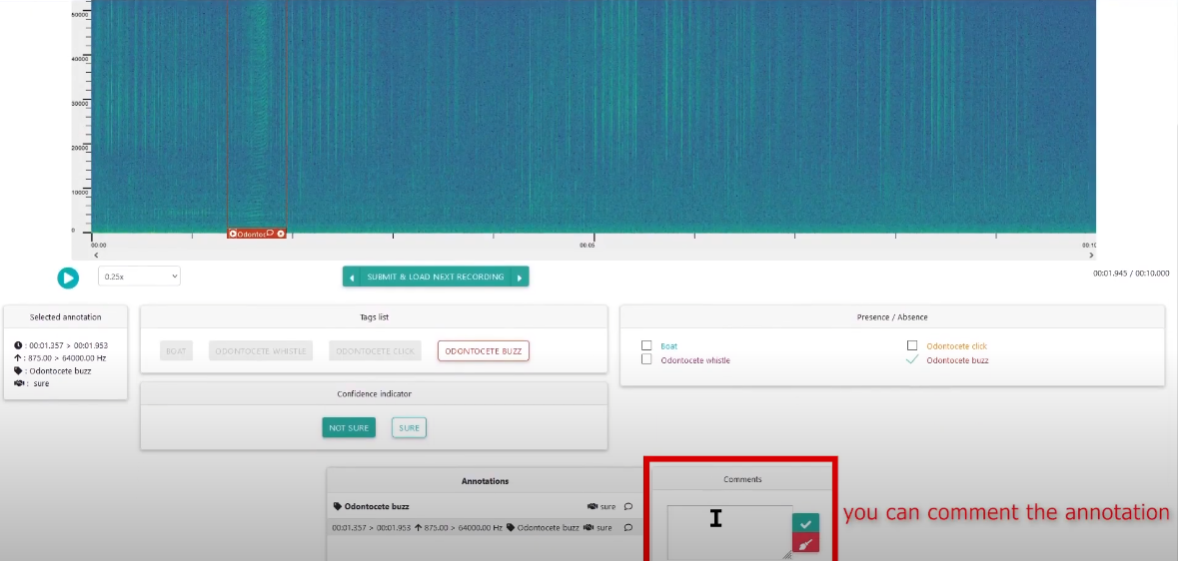 50000
40000
30000
20000
10000
0
Odontoc
00:00
00:05
00:10
0.25x
SUBMIT & LOAD NEXT RECORDING
00:01.945 / 00:10.000
Selected annotation
: 00:01.357 > 00:01.953
: 875.00 > 64000.00 Hz
: Odontocete buzz
: sure
Tags list
BOAT
ODONTOCETE WHISTLE
ODONTOCETE CLICK
ODONTOCETE BUZZ
Confidence indicator
NOT SURE
SURE
Presence / Absence
Boat
Odontocete click
Odontocete whistle
Odontocete buzz
Annotations
Odontocete buzz sure
00:01.357 > 00:01.953 875.00 > 64000.00 Hz Odontocete buzz sure
Comments
you can comment the annotation